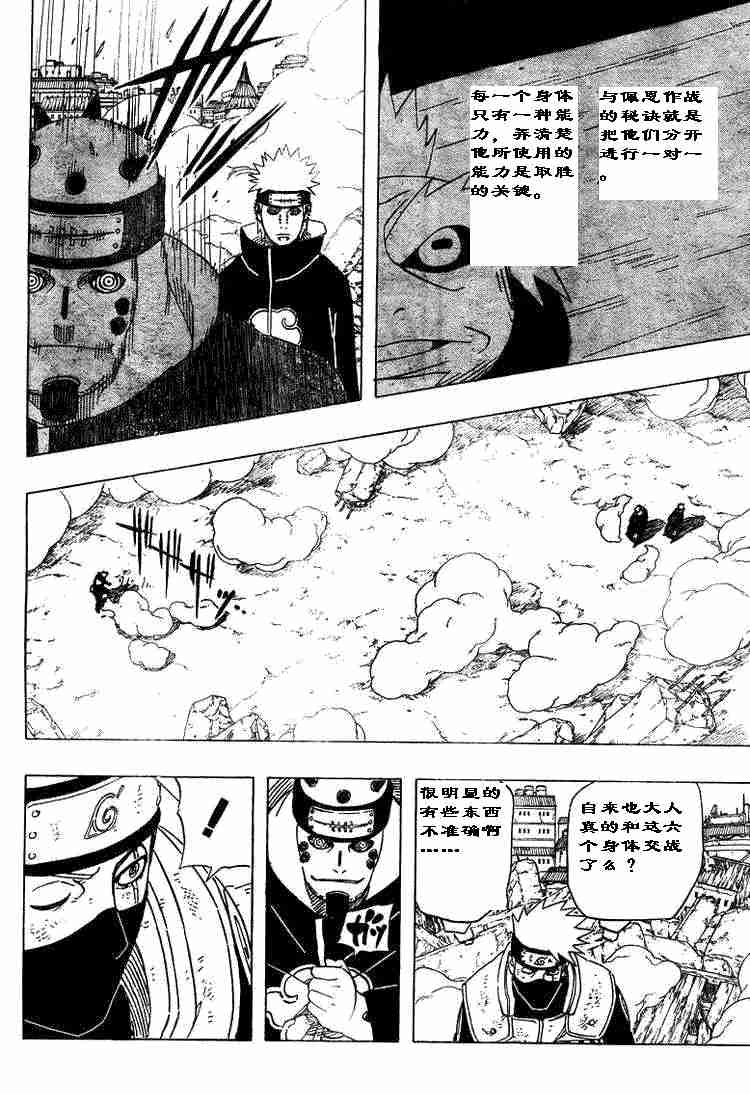 与佩恩作战
的秘诀就是
把他们分开
进行一对一
。
每一个身体
只有一种能
力，弄清楚
他所使用的
能力是取胜
的关键。
自来也大人
真的和这六
个身体交战
了么？
很明显的
有些东西
不准确啊
……
ガッ
!